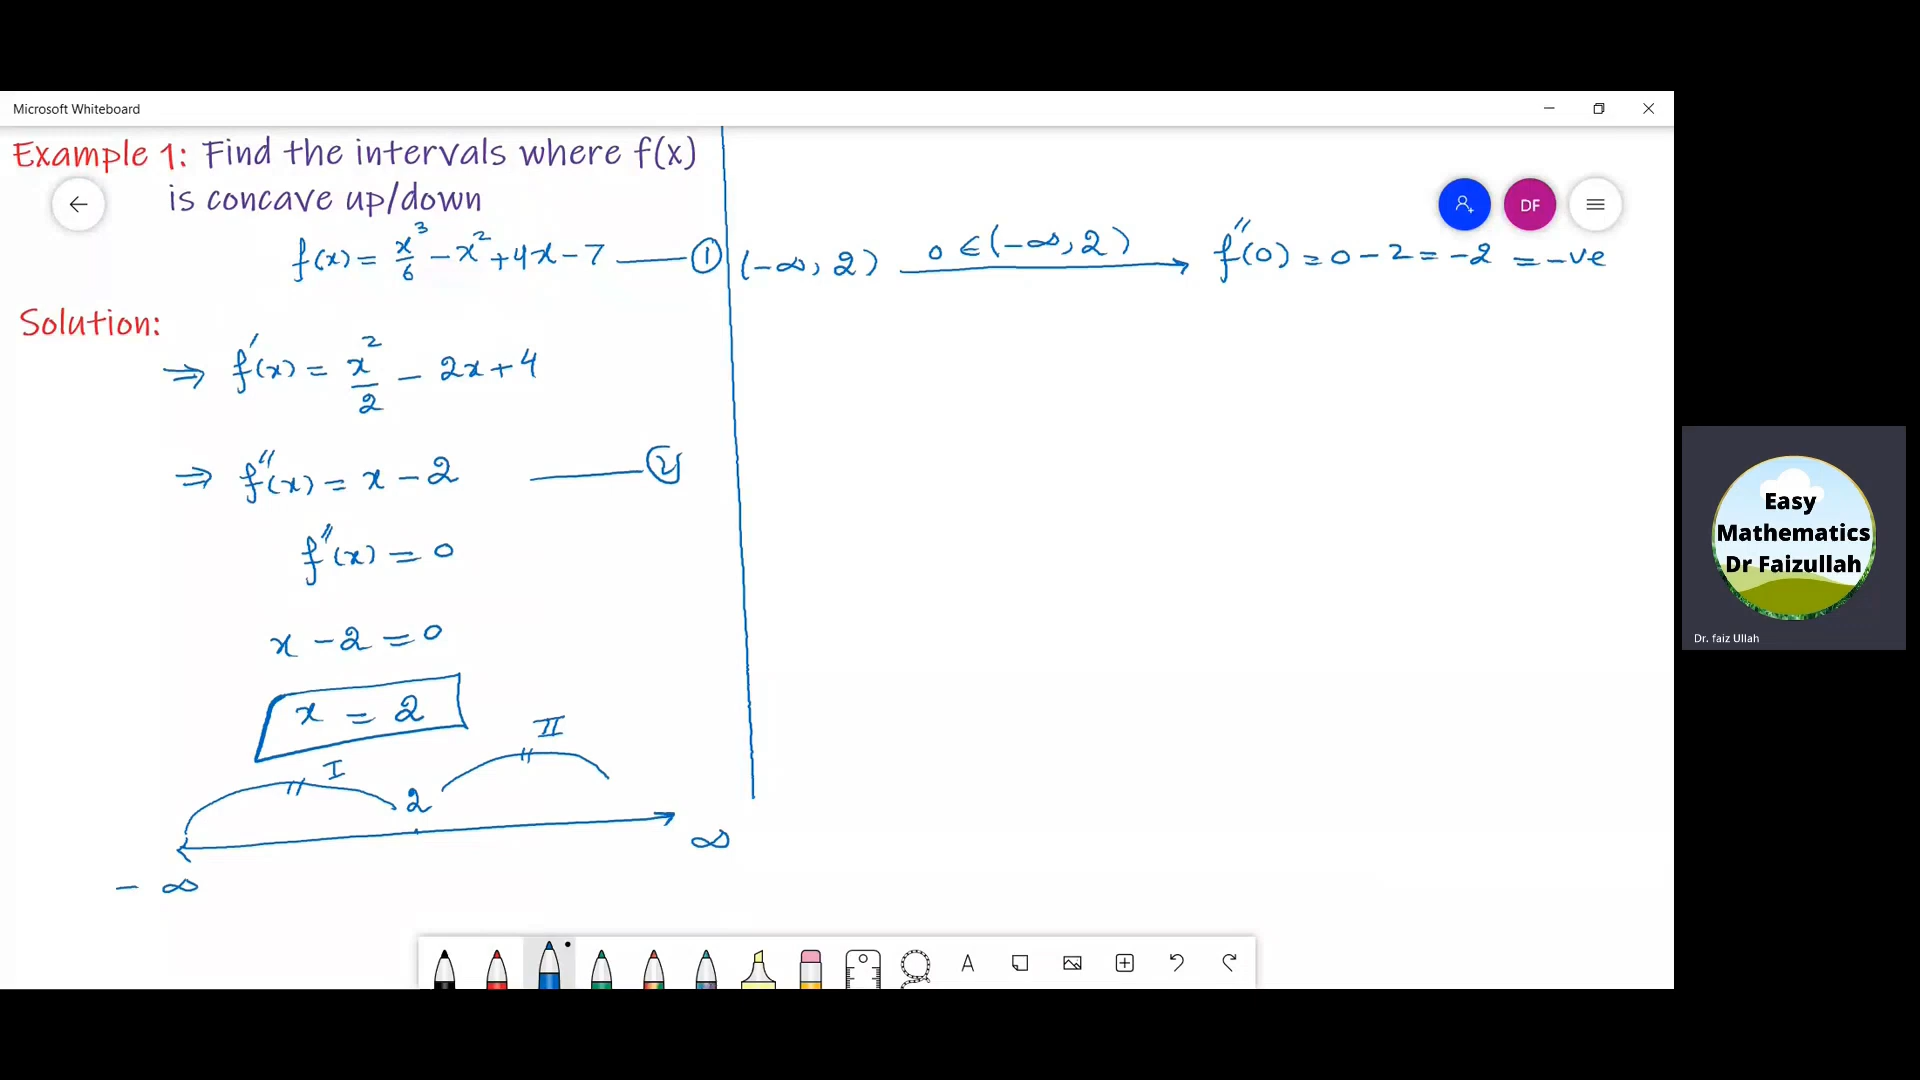 Microsoft Whiteboard
Example 1: Find the intervals where f(x)
is concave up/down
f(x) = x³/6 − x² + 4x − 7 —— ①
Solution:
⇒ f′(x) = x²/2 − 2x + 4
⇒ f″(x) = x − 2 —— ②
f″(x) = 0
x − 2 = 0
x = 2
I
II
2
− ∞
∞
(−∞, 2) 0 ∈ (−∞, 2) → f″(0) = 0 − 2 = −2 = −ve
DF
A
Easy
Mathematics
Dr Faizullah
Dr. faiz Ullah